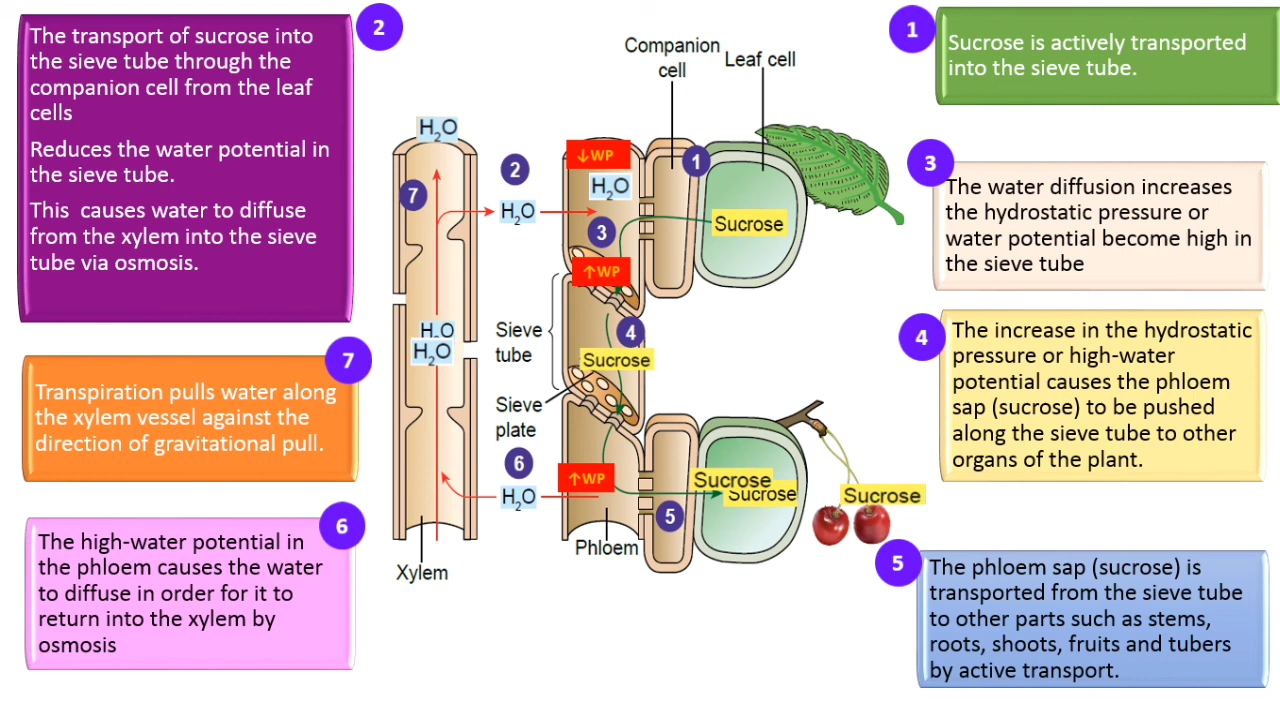 2
The transport of sucrose into
the sieve tube through the
companion cell from the leaf
cells
Reduces the water potential in
the sieve tube.
This  causes water to diffuse
from the xylem into the sieve
tube via osmosis.
7
Transpiration pulls water along
the xylem vessel against the
direction of gravitational pull.
6
The high-water potential in
the phloem causes the water
to diffuse in order for it to
return into the xylem by
osmosis
Companion
cell
Leaf cell
H₂O
↓WP
1
2
7
H₂O
H₂O
3
Sucrose
↑WP
H₂O
H₂O
Sieve
tube
4
Sucrose
Sieve
plate
6
↑WP
H₂O
Sucrose
Sucrose
Sucrose
5
Phloem
Xylem
1
Sucrose is actively transported
into the sieve tube.
3
The water diffusion increases
the hydrostatic pressure or
water potential become high in
the sieve tube
4
The increase in the hydrostatic
pressure or high-water
potential causes the phloem
sap (sucrose) to be pushed
along the sieve tube to other
organs of the plant.
5
The phloem sap (sucrose) is
transported from the sieve tube
to other parts such as stems,
roots, shoots, fruits and tubers
by active transport.